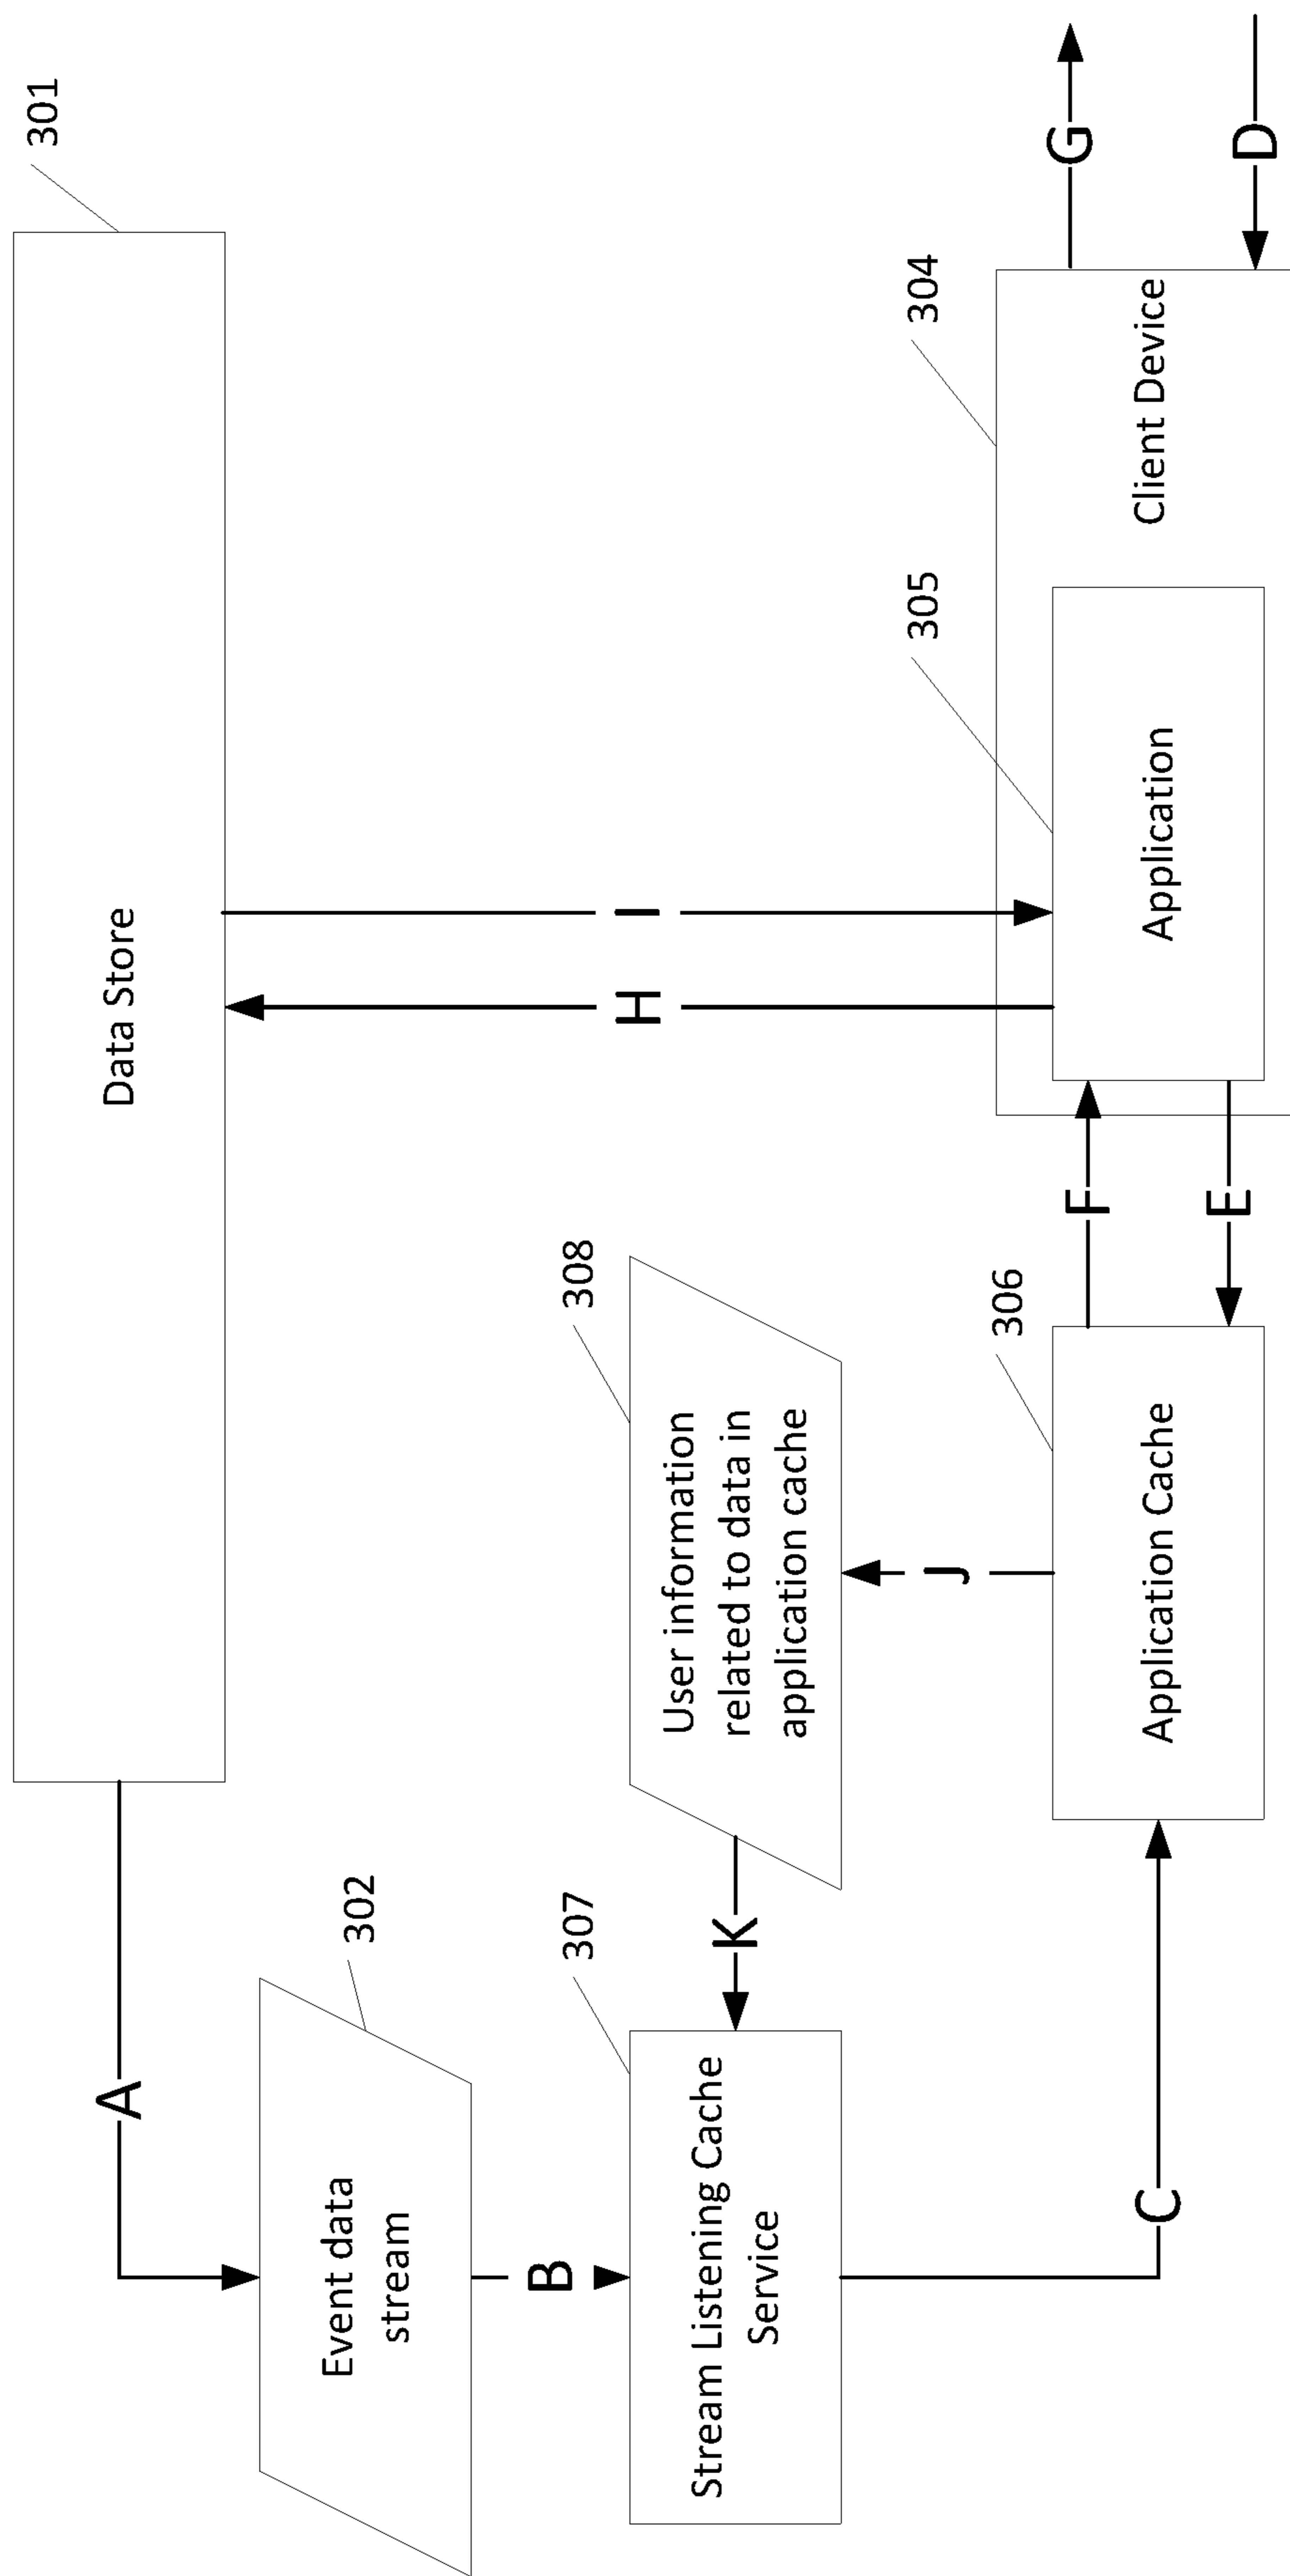 301
Data Store
A
302
Event data
stream
B
H
I
308
User information
related to data in
application cache
K
307
Stream Listening Cache
Service
J
C
306
Application Cache
F
E
305
Application
304
Client Device
G
D